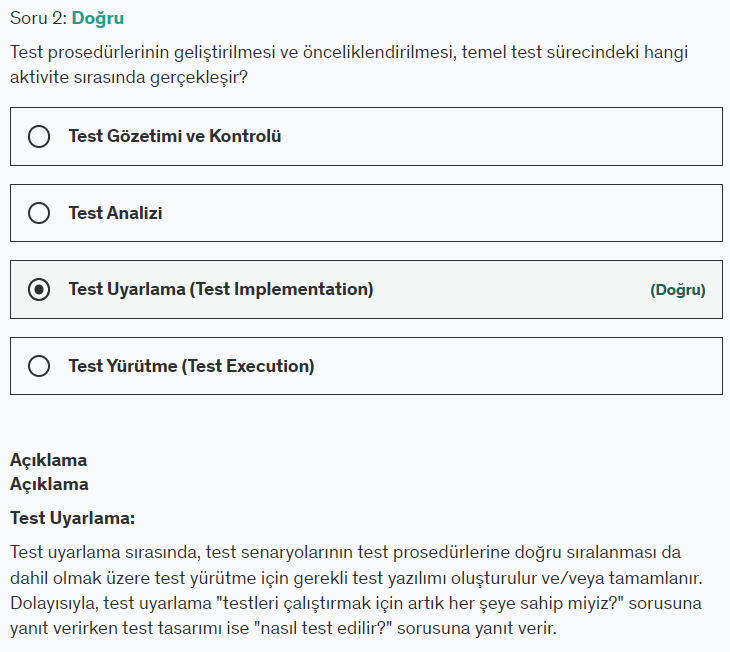 Soru 2: Doğru
Test prosedürlerinin geliştirilmesi ve önceliklendirilmesi, temel test sürecindeki hangi
aktivite sırasında gerçekleşir?
Test Gözetimi ve Kontrolü
Test Analizi
Test Uyarlama (Test Implementation) (Doğru)
Test Yürütme (Test Execution)
Açıklama
Açıklama
Test Uyarlama:
Test uyarlama sırasında, test senaryolarının test prosedürlerine doğru sıralanması da
dahil olmak üzere test yürütme için gerekli test yazılımı oluşturulur ve/veya tamamlanır.
Dolayısıyla, test uyarlama "testleri çalıştırmak için artık her şeye sahip miyiz?" sorusuna
yanıt verirken test tasarımı ise "nasıl test edilir?" sorusuna yanıt verir.